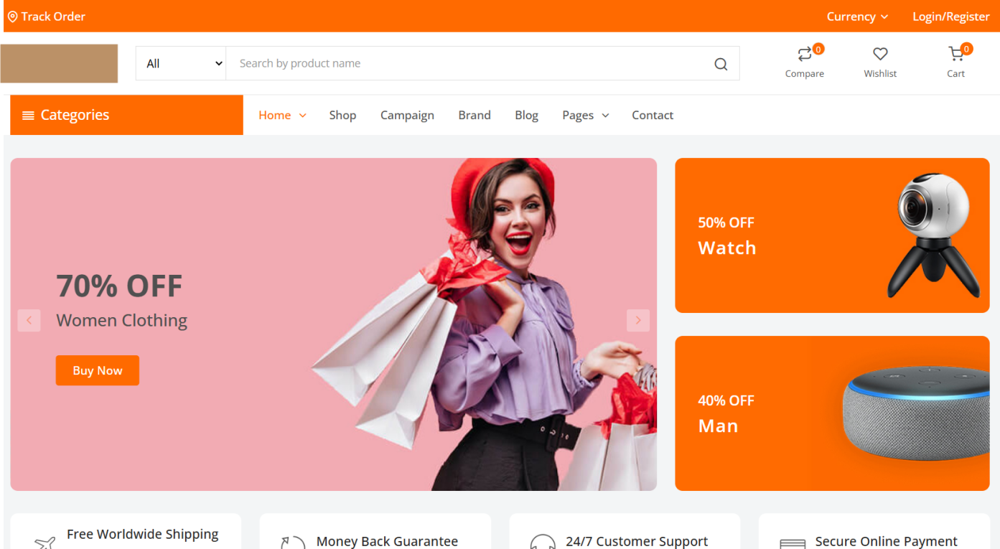 Track Order
Currency
Login/Register
All
Search by product name
0
0
Compare
Wishlist
Cart
Categories
Home
Shop
Campaign
Brand
Blog
Pages
Contact
70% OFF
Women Clothing
Buy Now
50% OFF
Watch
40% OFF
Man
Free Worldwide Shipping
Money Back Guarantee
24/7 Customer Support
Secure Online Payment